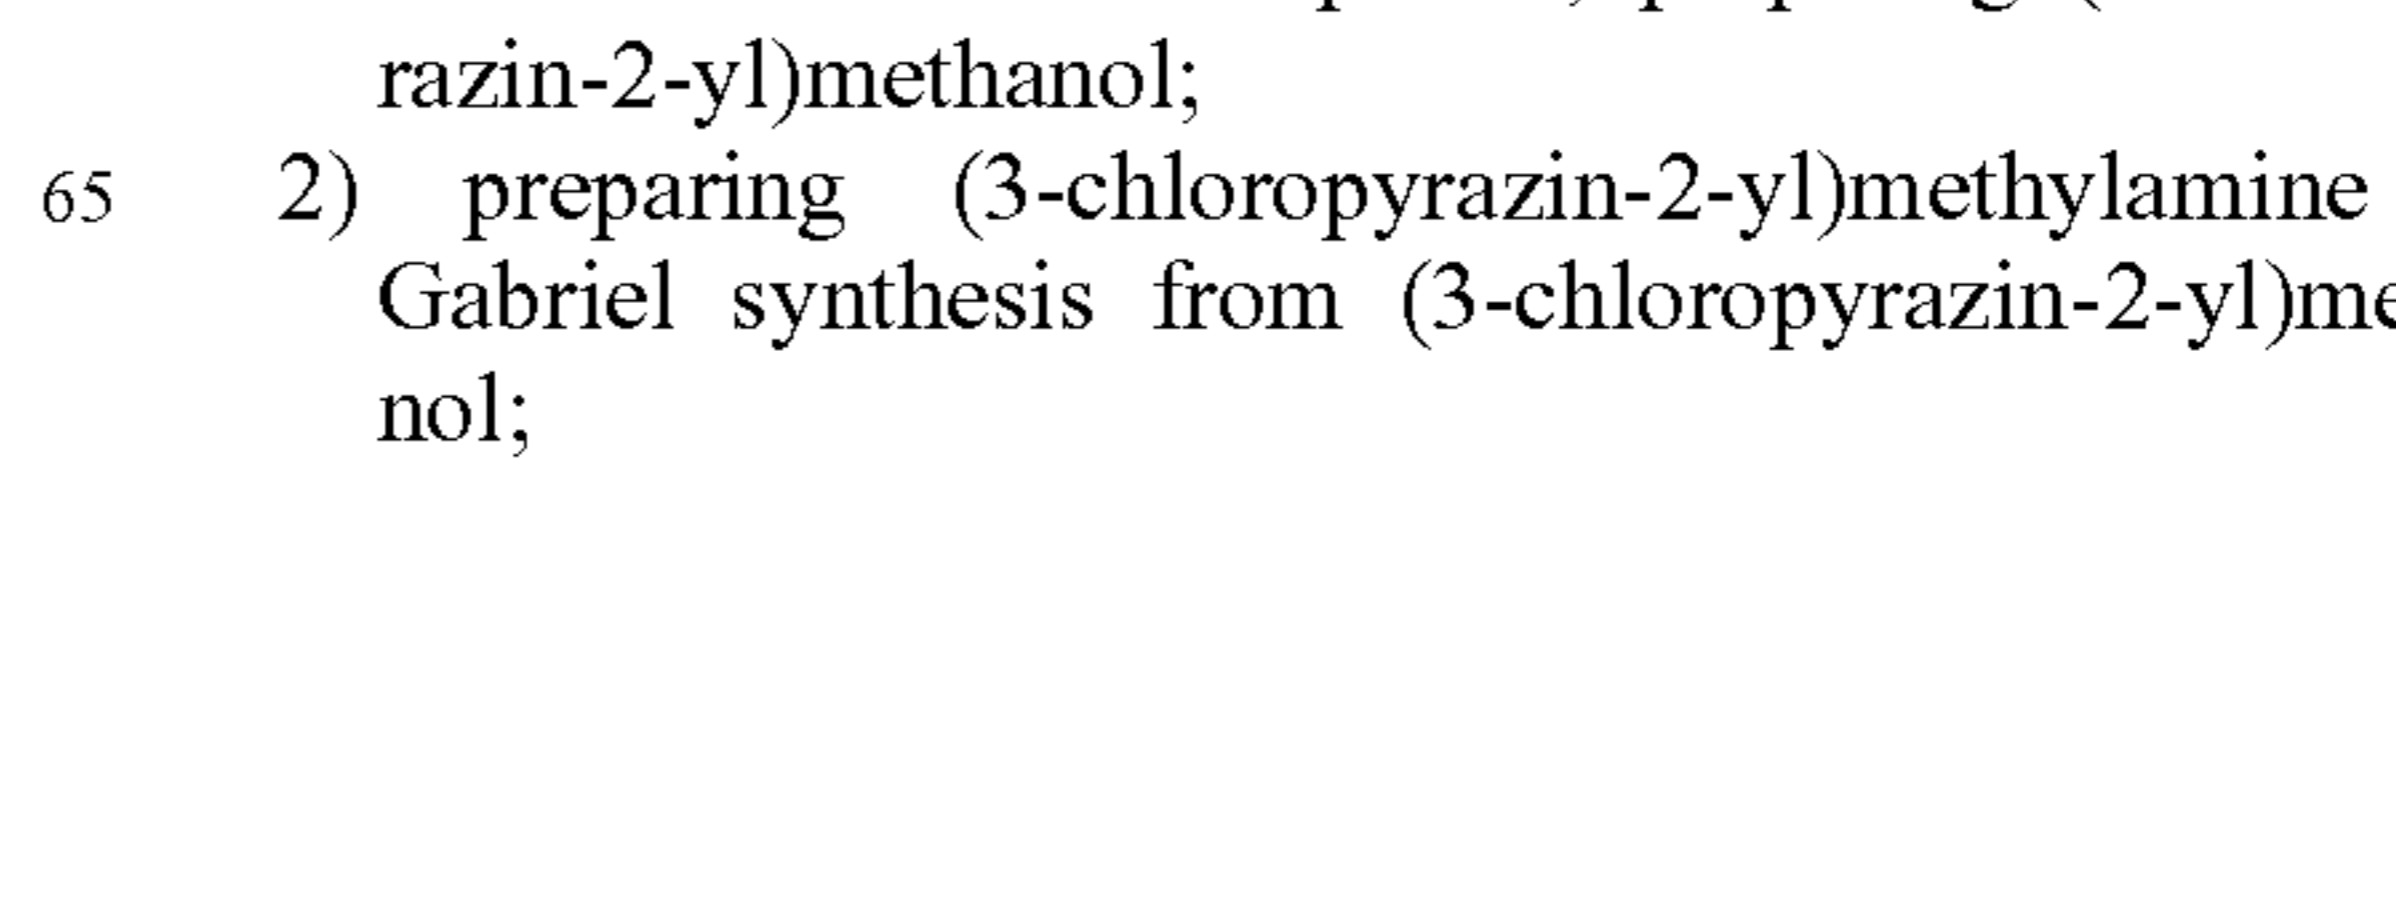 razin-2-yl)methanol;
65 2) preparing (3-chloropyrazin-2-yl)methylamine
Gabriel synthesis from (3-chloropyrazin-2-yl)me
nol;